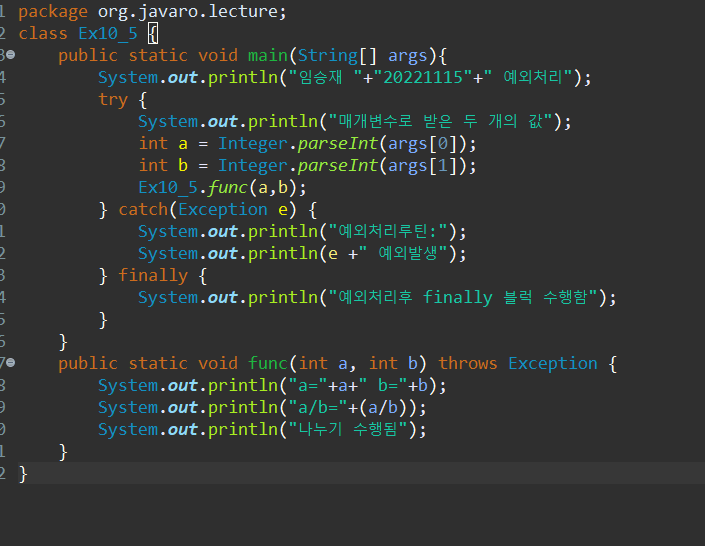 1 package org.javaro.lecture;
2 class Ex10_5 {
3 public static void main(String[] args){
4 System.out.println("임승재 "+"20221115"+" 예외처리");
5 try {
6 System.out.println("매개변수로 받은 두 개의 값");
7 int a = Integer.parseInt(args[0]);
8 int b = Integer.parseInt(args[1]);
9 Ex10_5.func(a,b);
0 } catch(Exception e) {
1 System.out.println("예외처리루틴:");
2 System.out.println(e +" 예외발생");
3 } finally {
4 System.out.println("예외처리후 finally 블럭 수행함");
5 }
6 }
7 public static void func(int a, int b) throws Exception {
8 System.out.println("a="+a+" b="+b);
9 System.out.println("a/b="+(a/b));
0 System.out.println("나누기 수행됨");
1 }
2 }